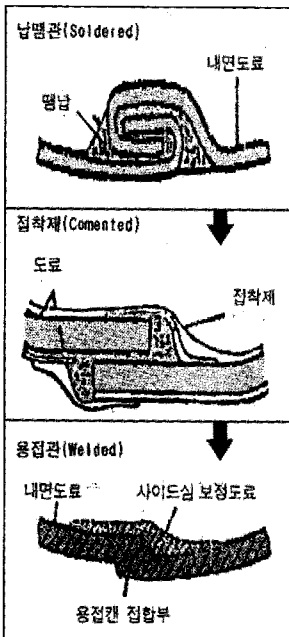 납땜관(Soldered)
내면도료
땜납
접착제(Comented)
도료
접착제
용접관(Welded)
내면도료 사이드심 보정도료
용접캔 접합부